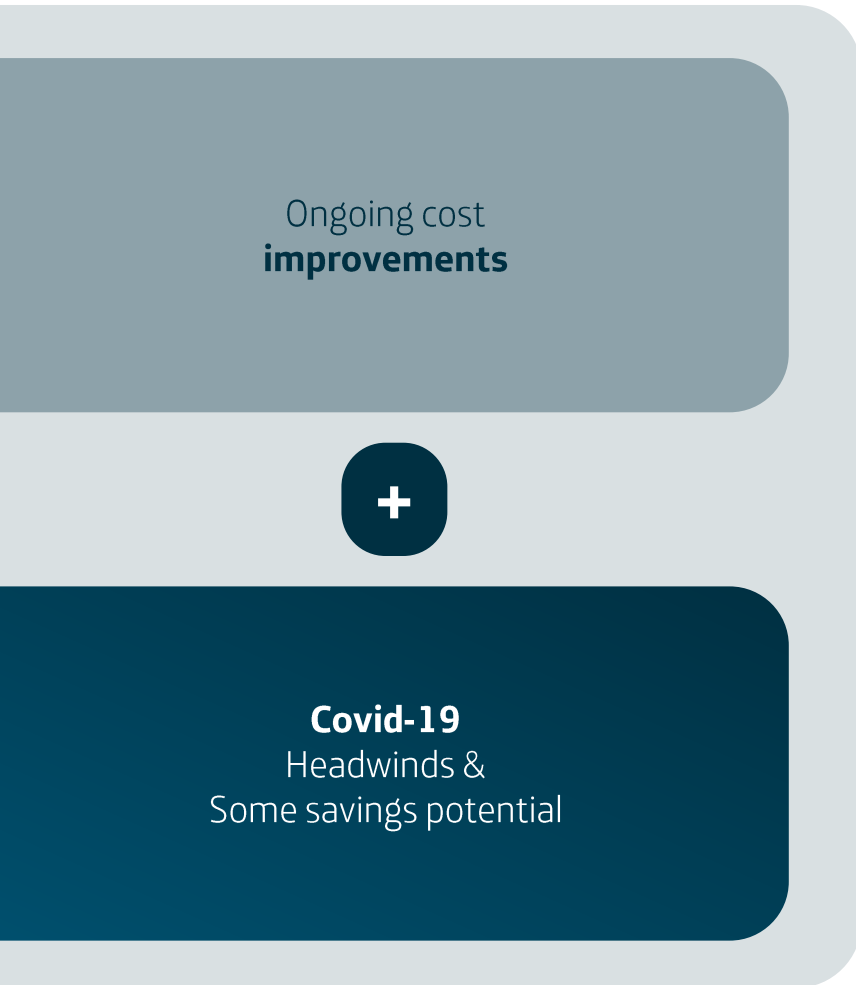 Ongoing cost
improvements
+
Covid-19
Headwinds &
Some savings potential